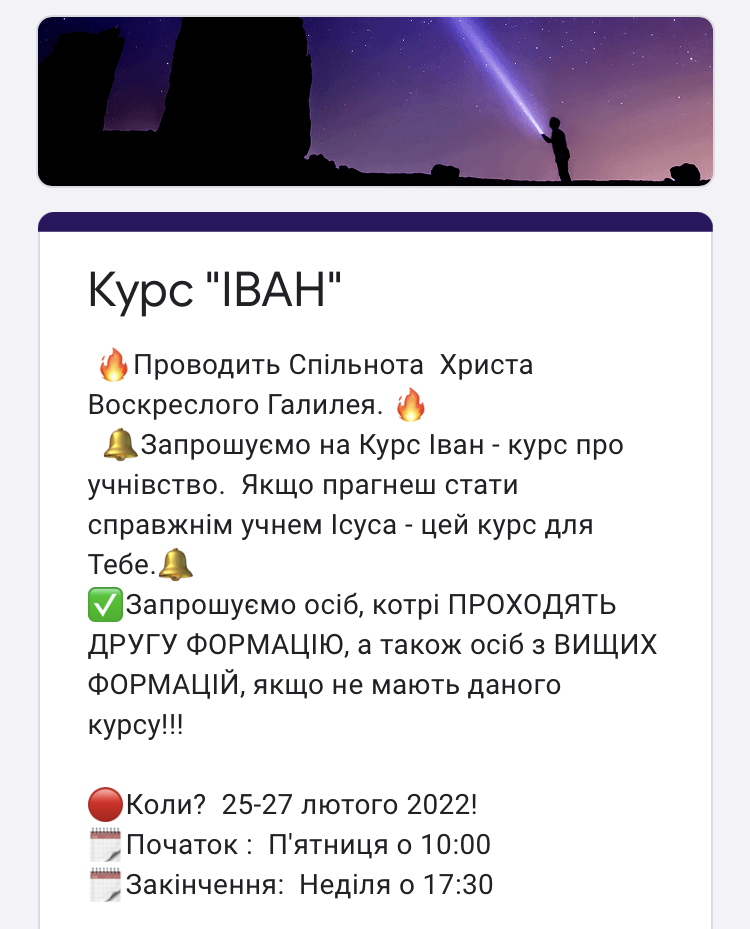 Курс "ІВАН"
🔥Проводить Спільнота Христа
Воскреслого Галилея. 🔥
🔔Запрошуємо на Курс Іван - курс про
учнівство. Якщо прагнеш стати
справжнім учнем Ісуса - цей курс для
Тебе.🔔
✅Запрошуємо осіб, котрі ПРОХОДЯТЬ
ДРУГУ ФОРМАЦІЮ, а також осіб з ВИЩИХ
ФОРМАЦІЙ, якщо не мають даного
курсу!!!
🔴Коли? 25-27 лютого 2022!
🗓Початок : П'ятниця о 10:00
🗓Закінчення: Неділя о 17:30